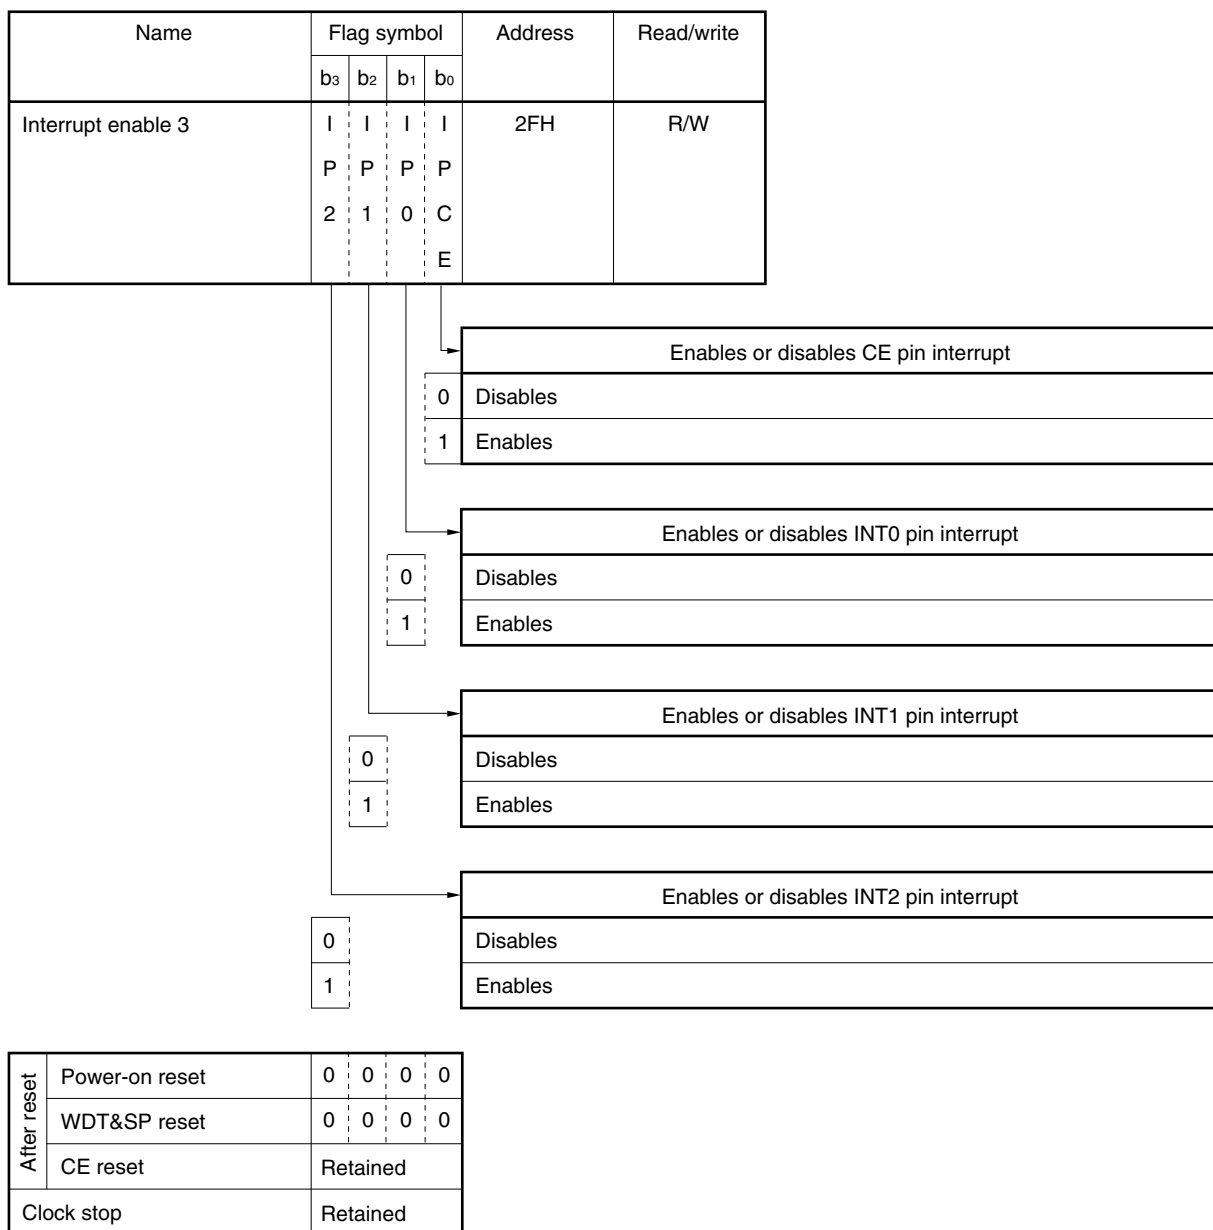 Name Flag symbol Address Read/write
b3 b2 b1 b0
Interrupt enable 3 I I I I 2FH R/W
P P P P
2 1 0 C
E
Enables or disables CE pin interrupt
0 Disables
1 Enables
Enables or disables INT0 pin interrupt
0 Disables
1 Enables
Enables or disables INT1 pin interrupt
0 Disables
1 Enables
Enables or disables INT2 pin interrupt
0 Disables
1 Enables
After reset
Power-on reset 0 0 0 0
WDT&SP reset 0 0 0 0
CE reset Retained
Clock stop Retained